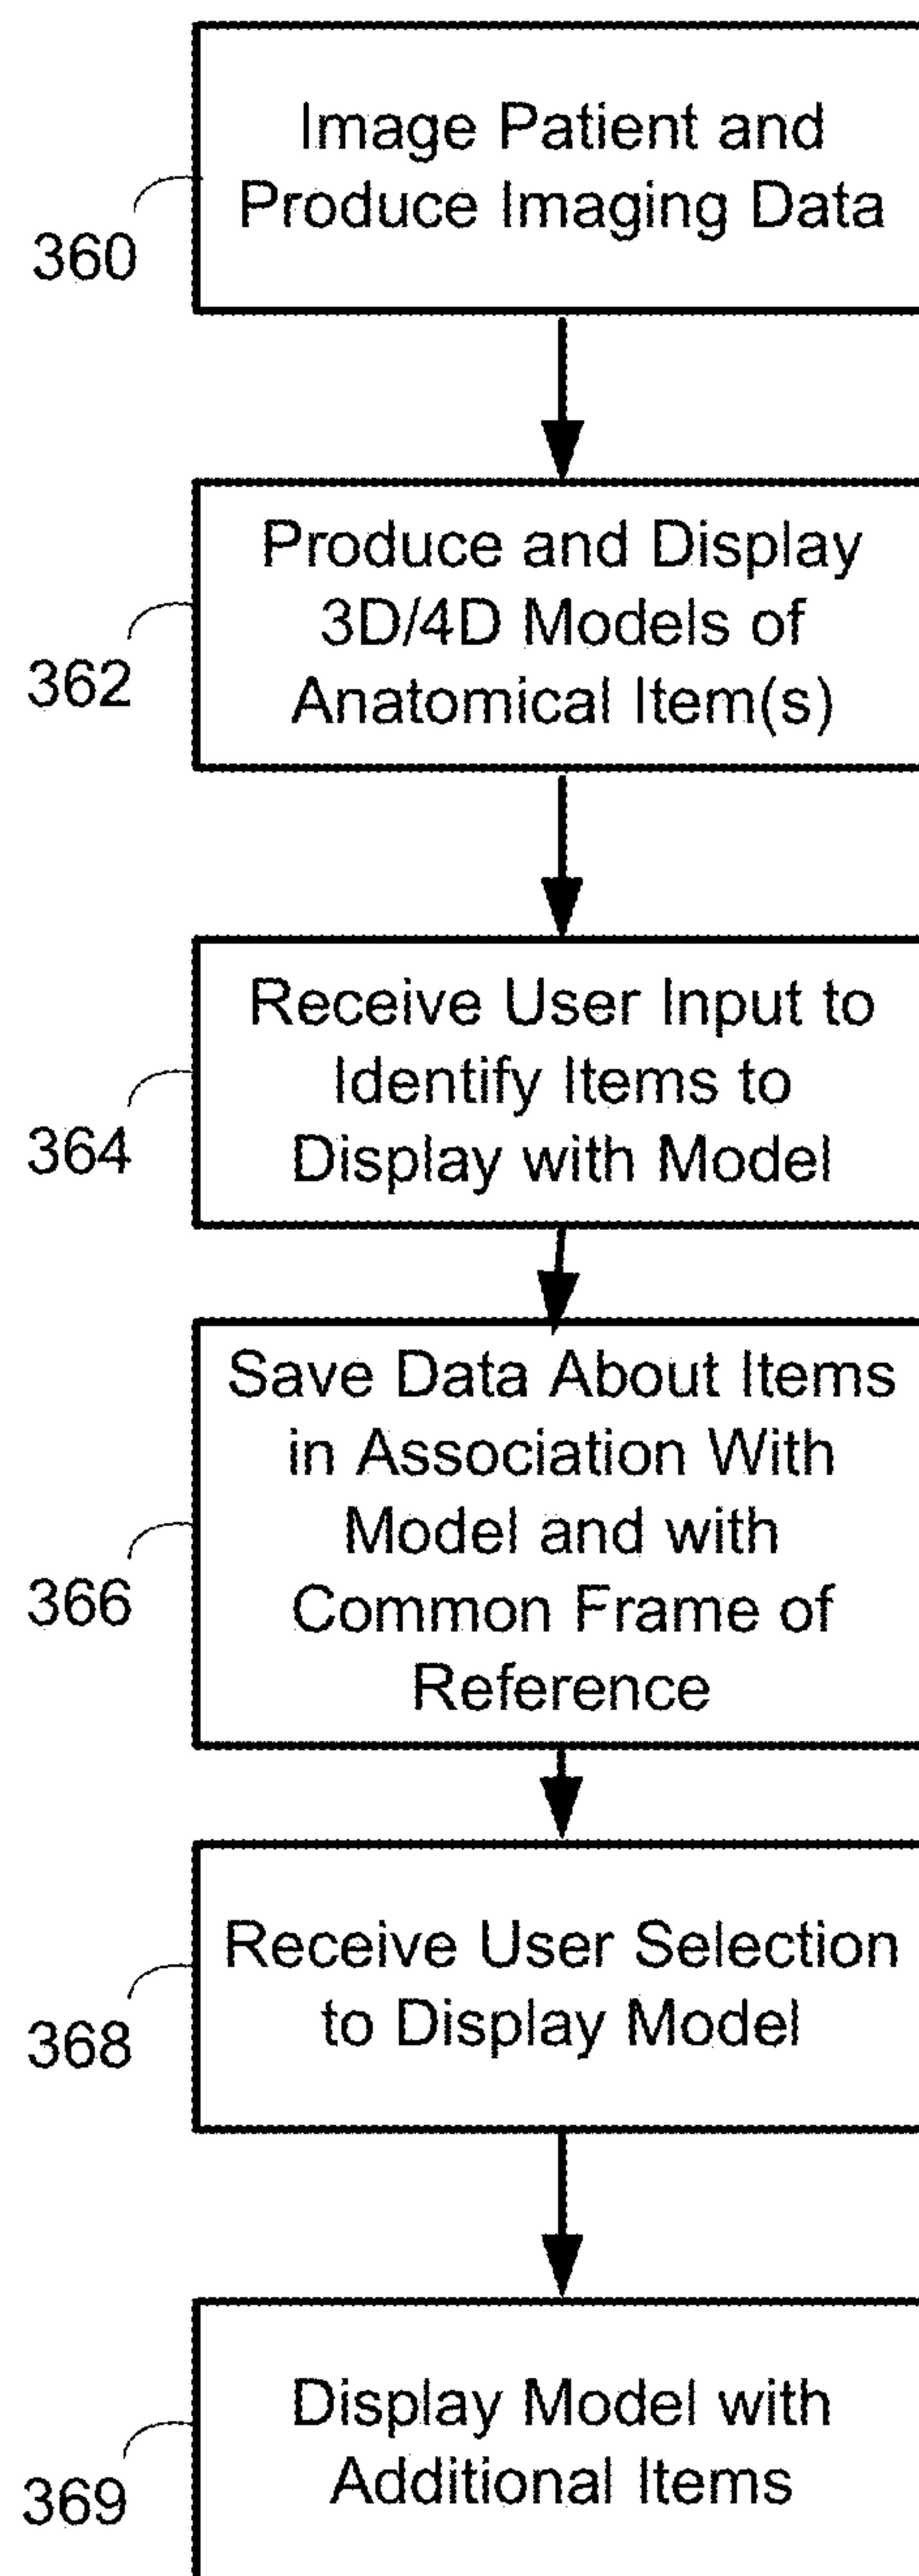 Image Patient and
Produce Imaging Data
360
Produce and Display
3D/4D Models of
Anatomical Item(s)
362
Receive User Input to
Identify Items to
Display with Model
364
Save Data About Items
in Association With
Model and with
Common Frame of
Reference
366
Receive User Selection
to Display Model
368
Display Model with
Additional Items
369